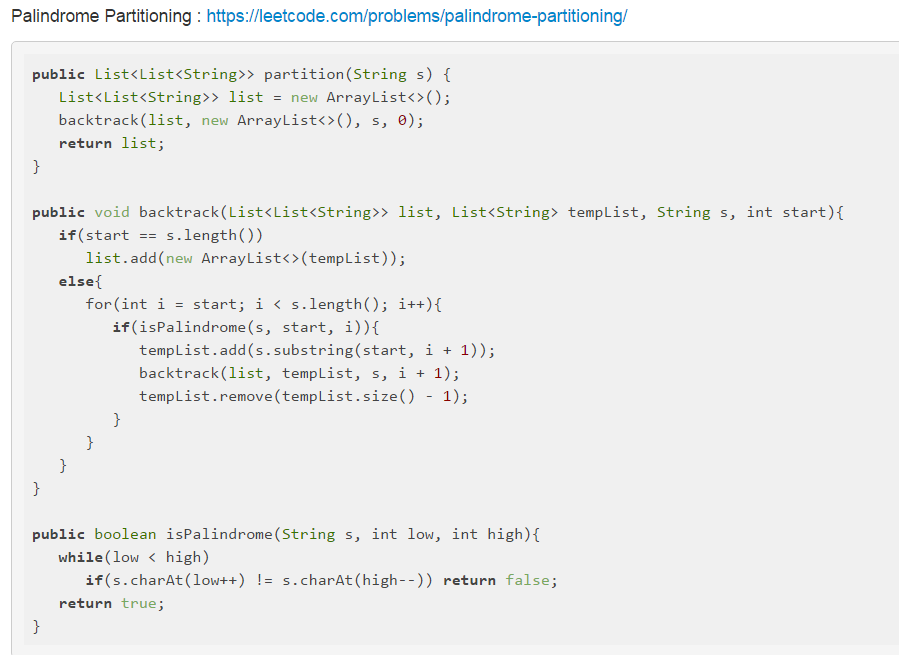 Palindrome Partitioning : https://leetcode.com/problems/palindrome-partitioning/
public List<List<String>> partition(String s) {
   List<List<String>> list = new ArrayList<>();
   backtrack(list, new ArrayList<>(), s, 0);
   return list;
}

public void backtrack(List<List<String>> list, List<String> tempList, String s, int start){
   if(start == s.length())
      list.add(new ArrayList<>(tempList));
   else{
      for(int i = start; i < s.length(); i++){
         if(isPalindrome(s, start, i)){
            tempList.add(s.substring(start, i + 1));
            backtrack(list, tempList, s, i + 1);
            tempList.remove(tempList.size() - 1);
         }
      }
   }
}

public boolean isPalindrome(String s, int low, int high){
   while(low < high)
      if(s.charAt(low++) != s.charAt(high--)) return false;
   return true;
}